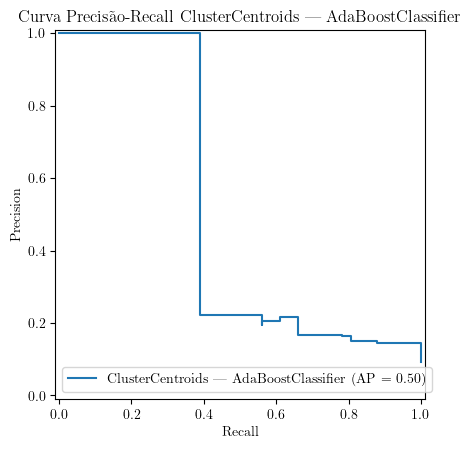 Curva Precisão-Recall ClusterCentroids — AdaBoostClassifier
1.0
0.8
0.6
0.4
0.2
0.0
Precision
ClusterCentroids — AdaBoostClassifier (AP = 0.50)
0.0 0.2 0.4 0.6 0.8 1.0
Recall